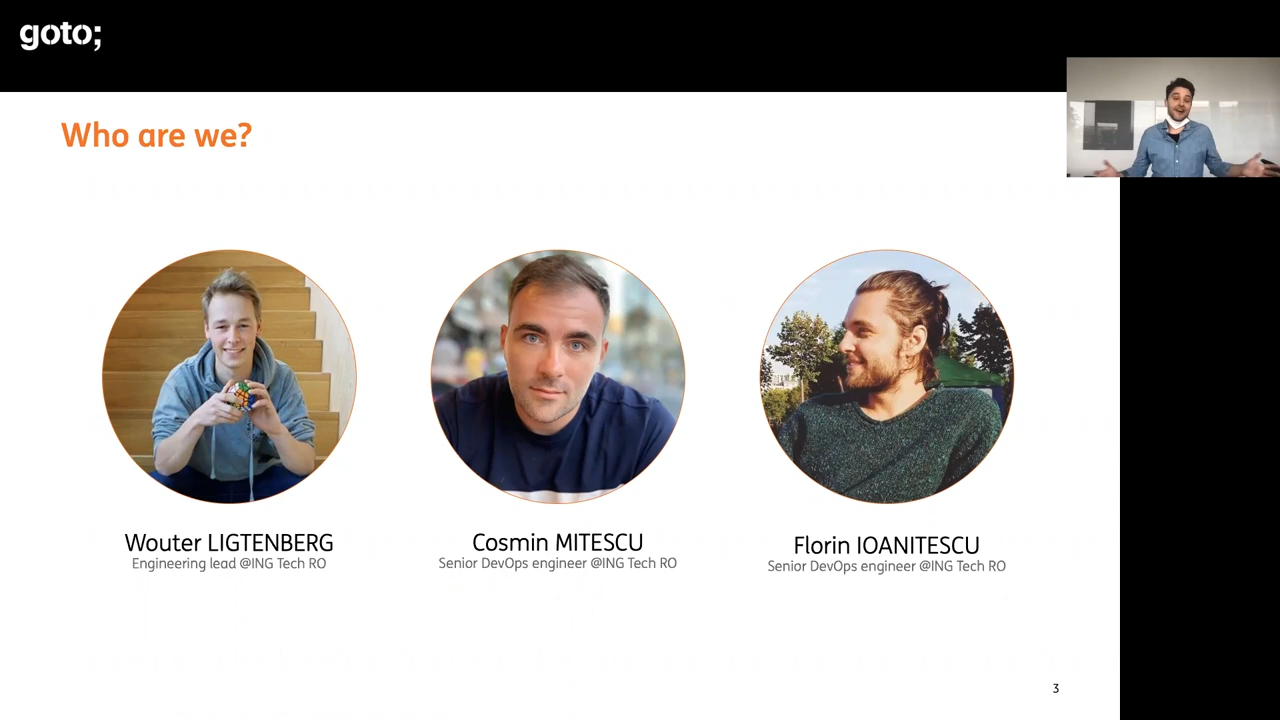 goto;
Who are we?
Wouter LIGTENBERG
Engineering lead @ING Tech RO
Cosmin MITESCU
Senior DevOps engineer @ING Tech RO
Florin IOANITESCU
Senior DevOps engineer @ING Tech RO
3